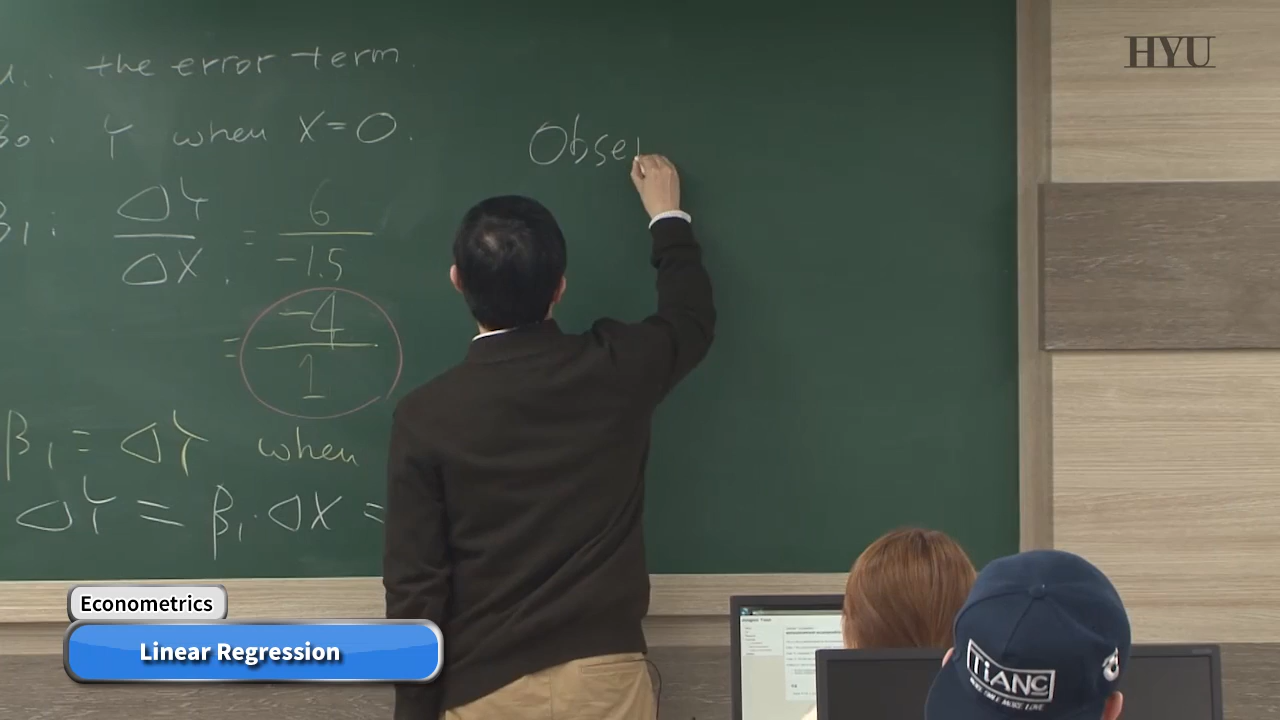 u. : the error term.
β0. Y when X=0.
β1: ΔY/ΔX. = 6/-1.5
= -4/1
β1 = ΔY when
ΔY = β1·ΔX =
Obse
HYU
Econometrics
Linear Regression
TiANC